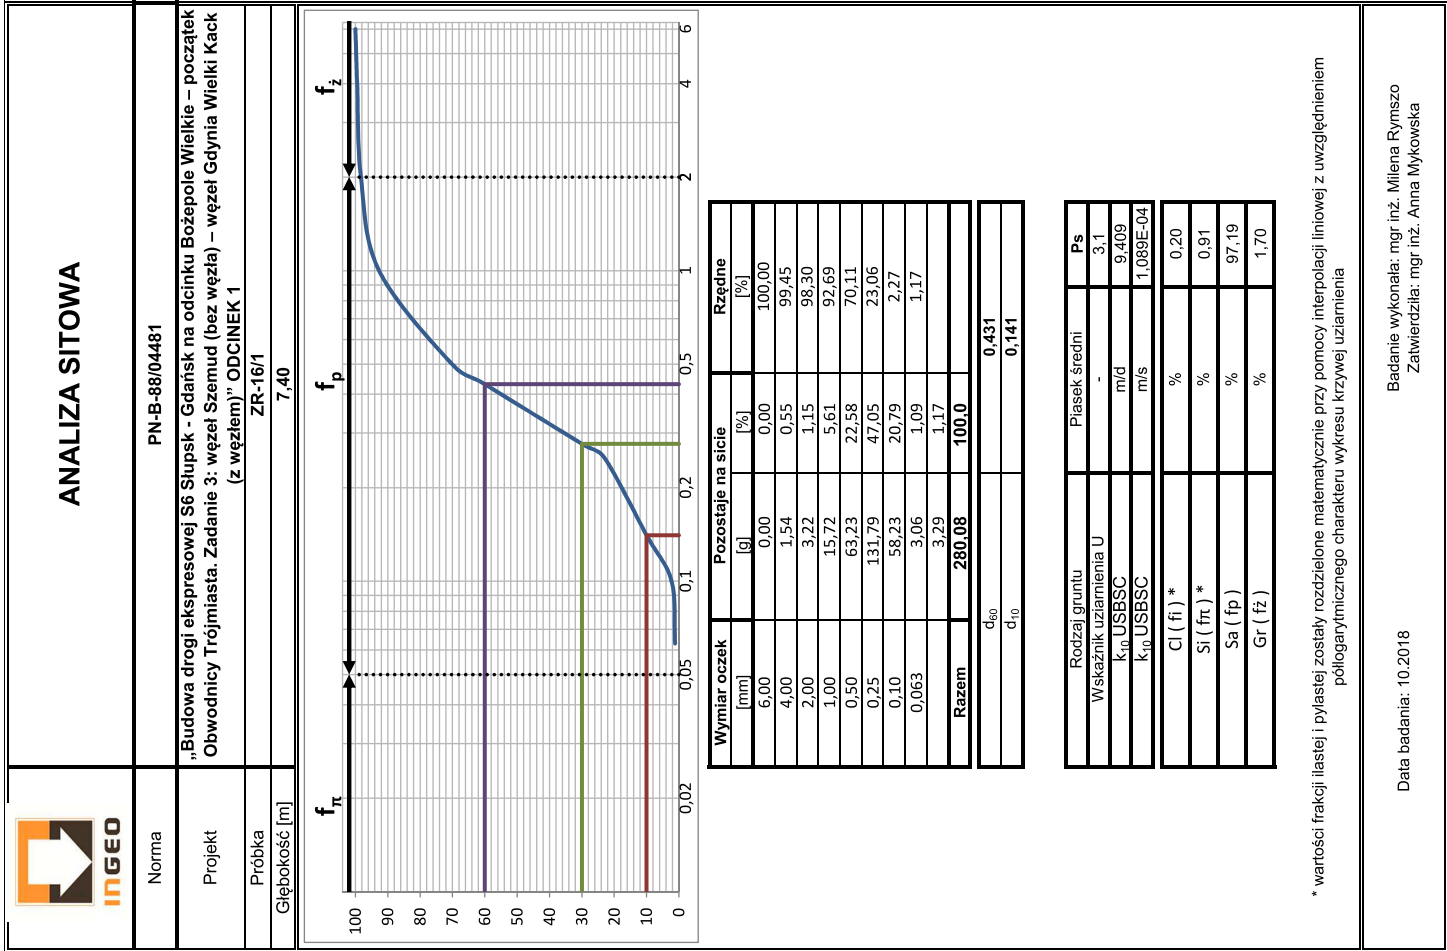 INGEO
ANALIZA SITOWA
Norma PN-B-88/04481
Projekt
„Budowa drogi ekspresowej S6 Słupsk - Gdańsk na odcinku Bożepole Wielkie – początek
Obwodnicy Trójmiasta. Zadanie 3: węzeł Szemud (bez węzła) – węzeł Gdynia Wielki Kack
(z węzłem)” ODCINEK 1
Próbka ZR-16/1
Głębokość [m] 7,40
fπ fp fż
100
90
80
70
60
50
40
30
20
10
0
0,02 0,05 0,1 0,2 0,5 1 2 4 6
Wymiar oczek Pozostaje na sicie Rzędne
[mm] [g] [%] [%]
6,00 0,00 0,00 100,00
4,00 1,54 0,55 99,45
2,00 3,22 1,15 98,30
1,00 15,72 5,61 92,69
0,50 63,23 22,58 70,11
0,25 131,79 47,05 23,06
0,10 58,23 20,79 2,27
0,063 3,06 1,09 1,17
3,29 1,17
Razem 280,08 100,0
d60 0,431
d10 0,141
Rodzaj gruntu Piasek średni Ps
Wskaźnik uziarnienia U - 3,1
k10 USBSC m/d 9,409
k10 USBSC m/s 1,089E-04
Cl ( fi ) * % 0,20
Si ( fπ ) * % 0,91
Sa ( fp ) % 97,19
Gr ( fż ) % 1,70
* wartości frakcji ilastej i pylastej zostały rozdzielone matematycznie przy pomocy interpolacji liniowej z uwzględnieniem
półlogarytmicznego charakteru wykresu krzywej uziarnienia
Badanie wykonała: mgr inż. Milena Rymszo
Data badania: 10.2018 Zatwierdziła: mgr inż. Anna Mykowska